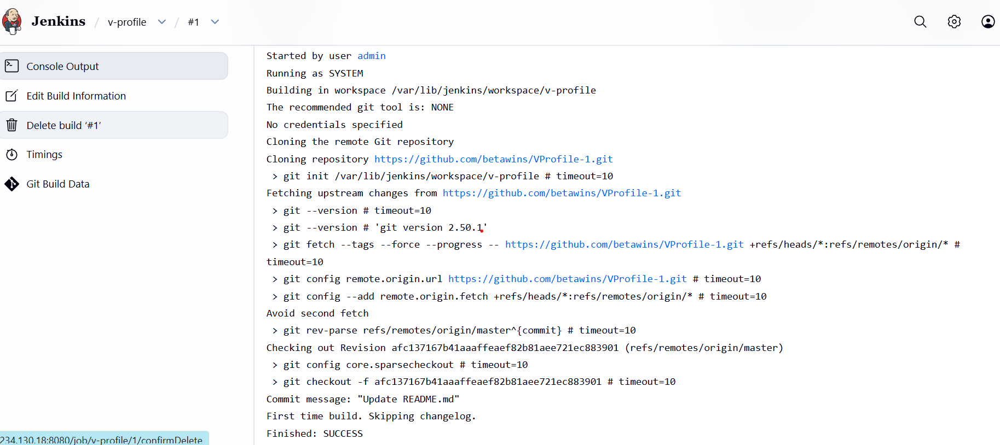 Jenkins / v-profile / #1
Console Output
Edit Build Information
Delete build ‘#1’
Timings
Git Build Data
Started by user admin
Running as SYSTEM
Building in workspace /var/lib/jenkins/workspace/v-profile
The recommended git tool is: NONE
No credentials specified
Cloning the remote Git repository
Cloning repository https://github.com/betawins/VProfile-1.git
> git init /var/lib/jenkins/workspace/v-profile # timeout=10
Fetching upstream changes from https://github.com/betawins/VProfile-1.git
> git --version # timeout=10
> git --version # 'git version 2.50.1'
> git fetch --tags --force --progress -- https://github.com/betawins/VProfile-1.git +refs/heads/*:refs/remotes/origin/* #
timeout=10
> git config remote.origin.url https://github.com/betawins/VProfile-1.git # timeout=10
> git config --add remote.origin.fetch +refs/heads/*:refs/remotes/origin/* # timeout=10
Avoid second fetch
> git rev-parse refs/remotes/origin/master^{commit} # timeout=10
Checking out Revision afc137167b41aaaffeaef82b81aee721ec883901 (refs/remotes/origin/master)
> git config core.sparsecheckout # timeout=10
> git checkout -f afc137167b41aaaffeaef82b81aee721ec883901 # timeout=10
Commit message: "Update README.md"
First time build. Skipping changelog.
Finished: SUCCESS
234.130.18:8080/job/v-profile/1/confirmDelete